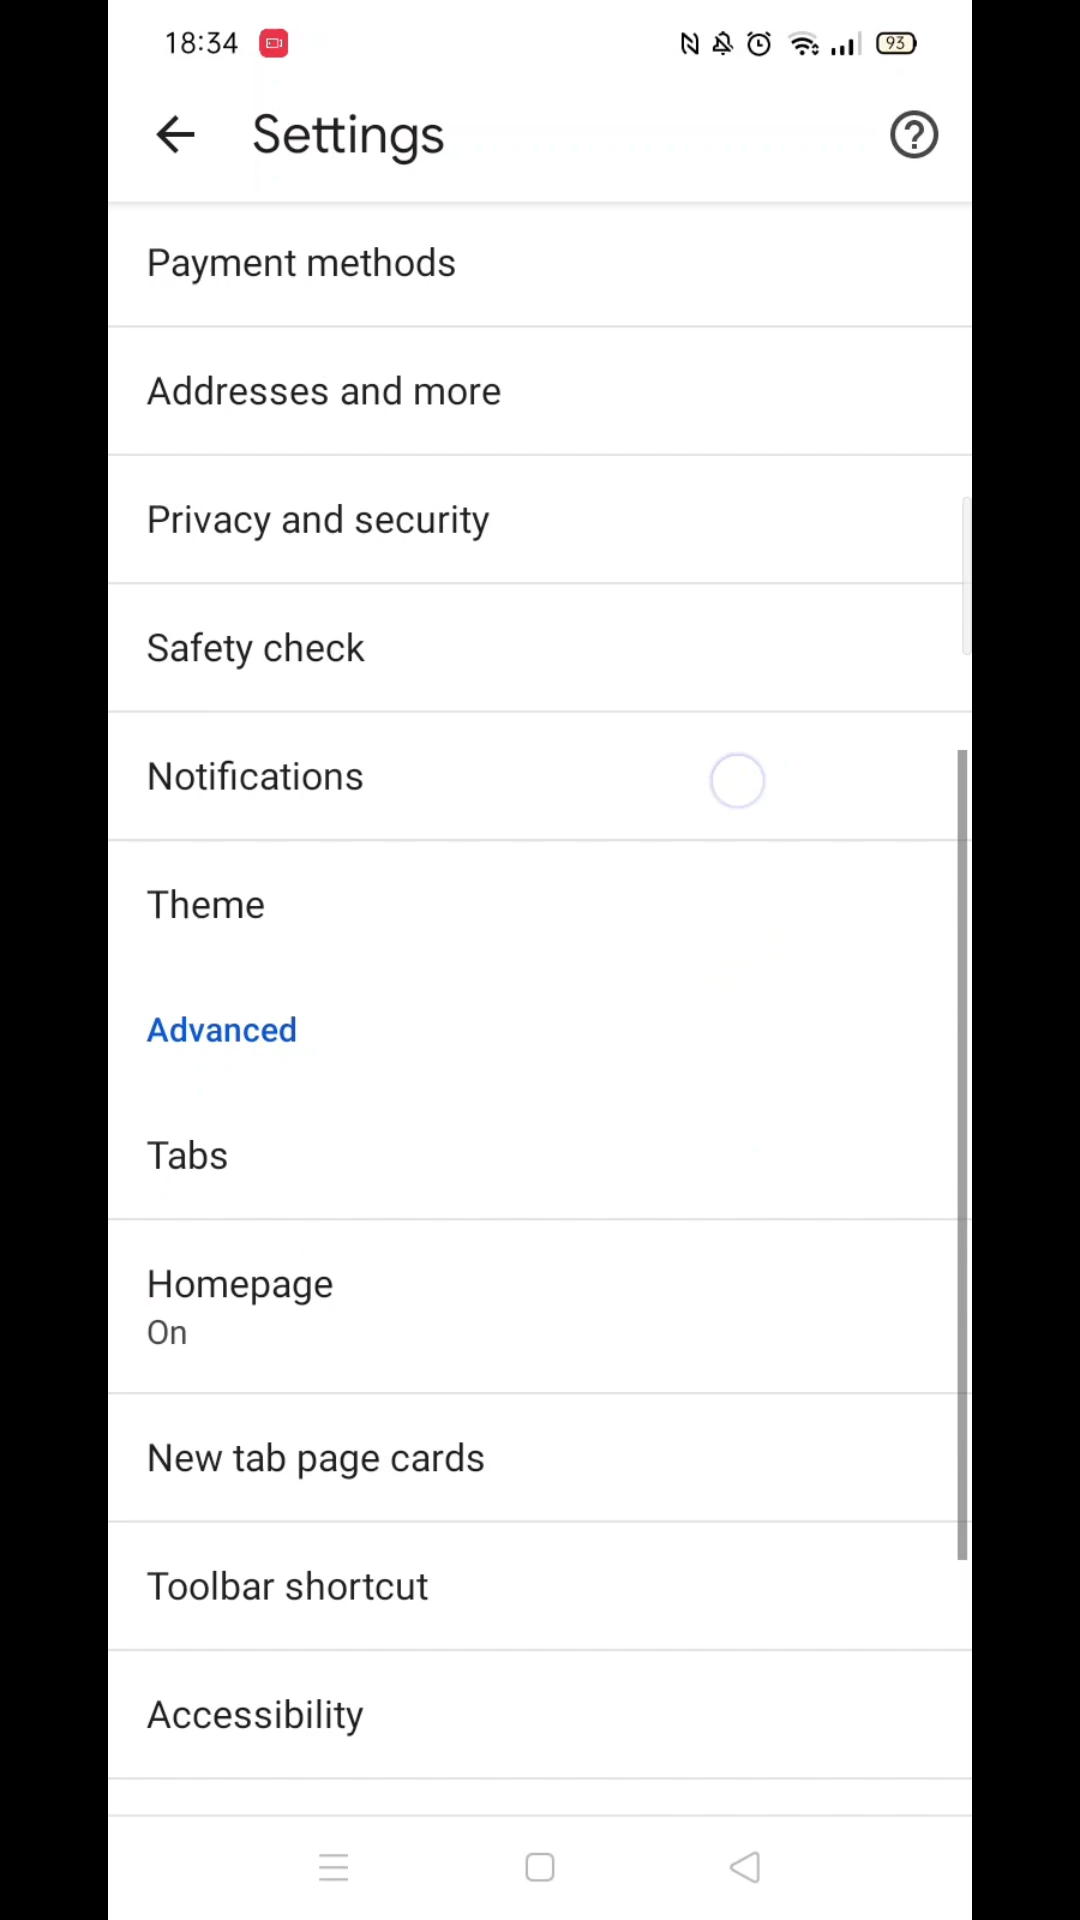 18:34
93
Settings
Payment methods
Addresses and more
Privacy and security
Safety check
Notifications
Theme
Advanced
Tabs
Homepage
On
New tab page cards
Toolbar shortcut
Accessibility